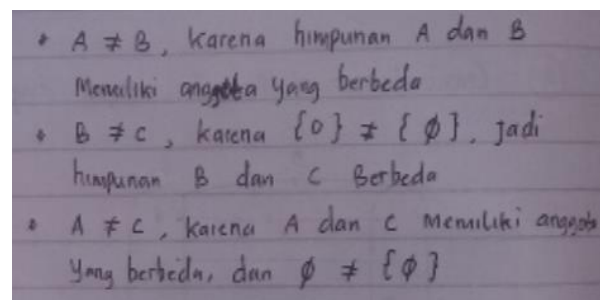 • A ≠ B, karena himpunan A dan B
Memiliki anggota yang berbeda
• B ≠ C, karena {0} ≠ {∅}. Jadi
himpunan B dan C Berbeda
• A ≠ C, karena A dan C Memiliki anggota
Yang berbeda, dan ∅ ≠ {∅}